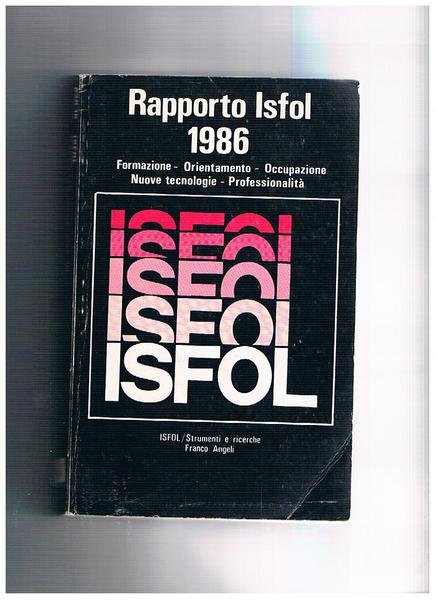 Rapporto Isfol
1986
Formazione - Orientamento - Occupazione
Nuove tecnologie - Professionalità
ISFOL
ISFOL
ISFOL
ISFOL
ISFOL
ISFOL/Strumenti e ricerche
Franco Angeli